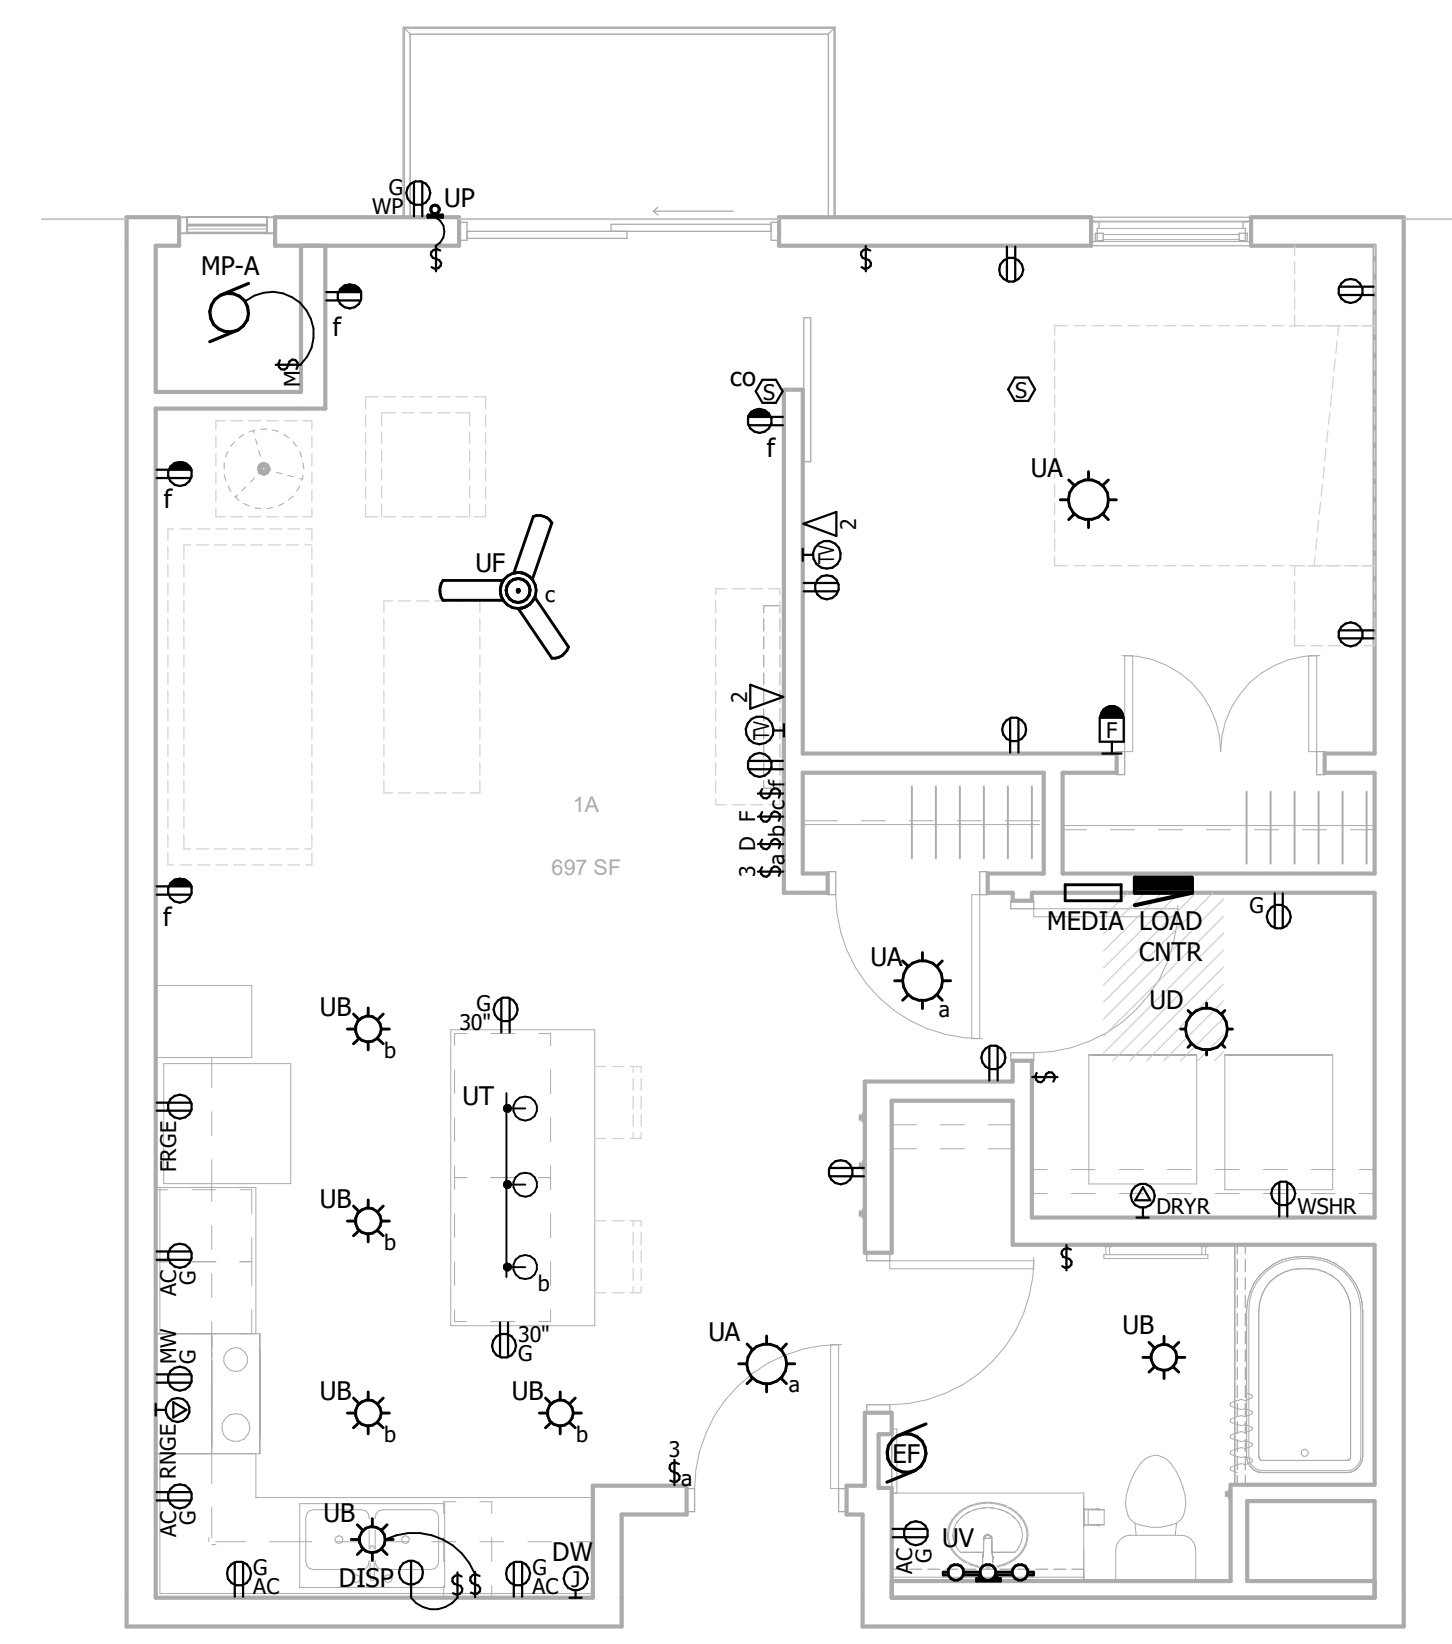 G
WP
UP
$
$
MP-A
M$
f
co
S
S
f
UA
f
2
TV
UF
c
2
TV
F
1A
f
$
F
c
$
D
b
$
3
a
$
697 SF
f
MEDIA
LOAD
CNTR
G
UA
a
UD
UB
b
G
30"
$
FRGE
UT
DRYR
WSHR
UB
b
AC
G
$
b
MW
G
30"
G
UA
a
UB
RNGE
UB
b
UB
b
3
$a
EF
AC
G
UB
UV
AC
G
DISP
G
AC
$$
G
AC
DW
J